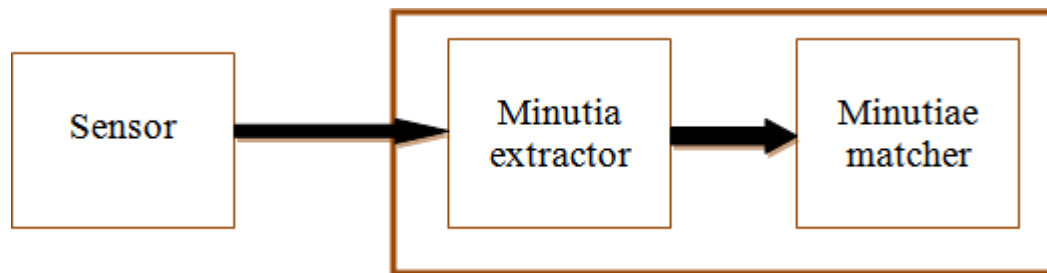 Sensor
Minutia
extractor
Minutiae
matcher